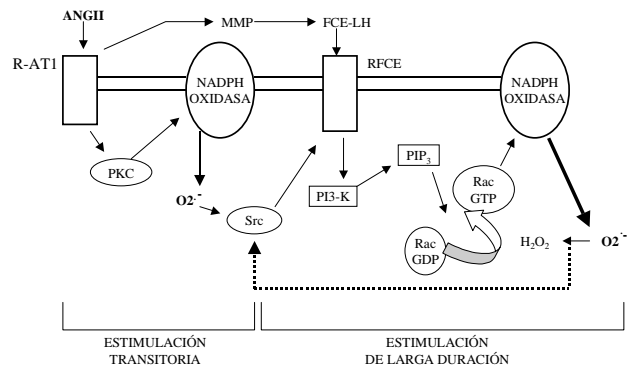 ANGII
MMP
FCE-LH
R-AT1
NADPH
OXIDASA
RFCE
NADPH
OXIDASA
PKC
PIP3
O2·-
Src
PI3-K
Rac
GTP
Rac
GDP
H2O2
O2·-
ESTIMULACIÓN
TRANSITORIA
ESTIMULACIÓN
DE LARGA DURACIÓN